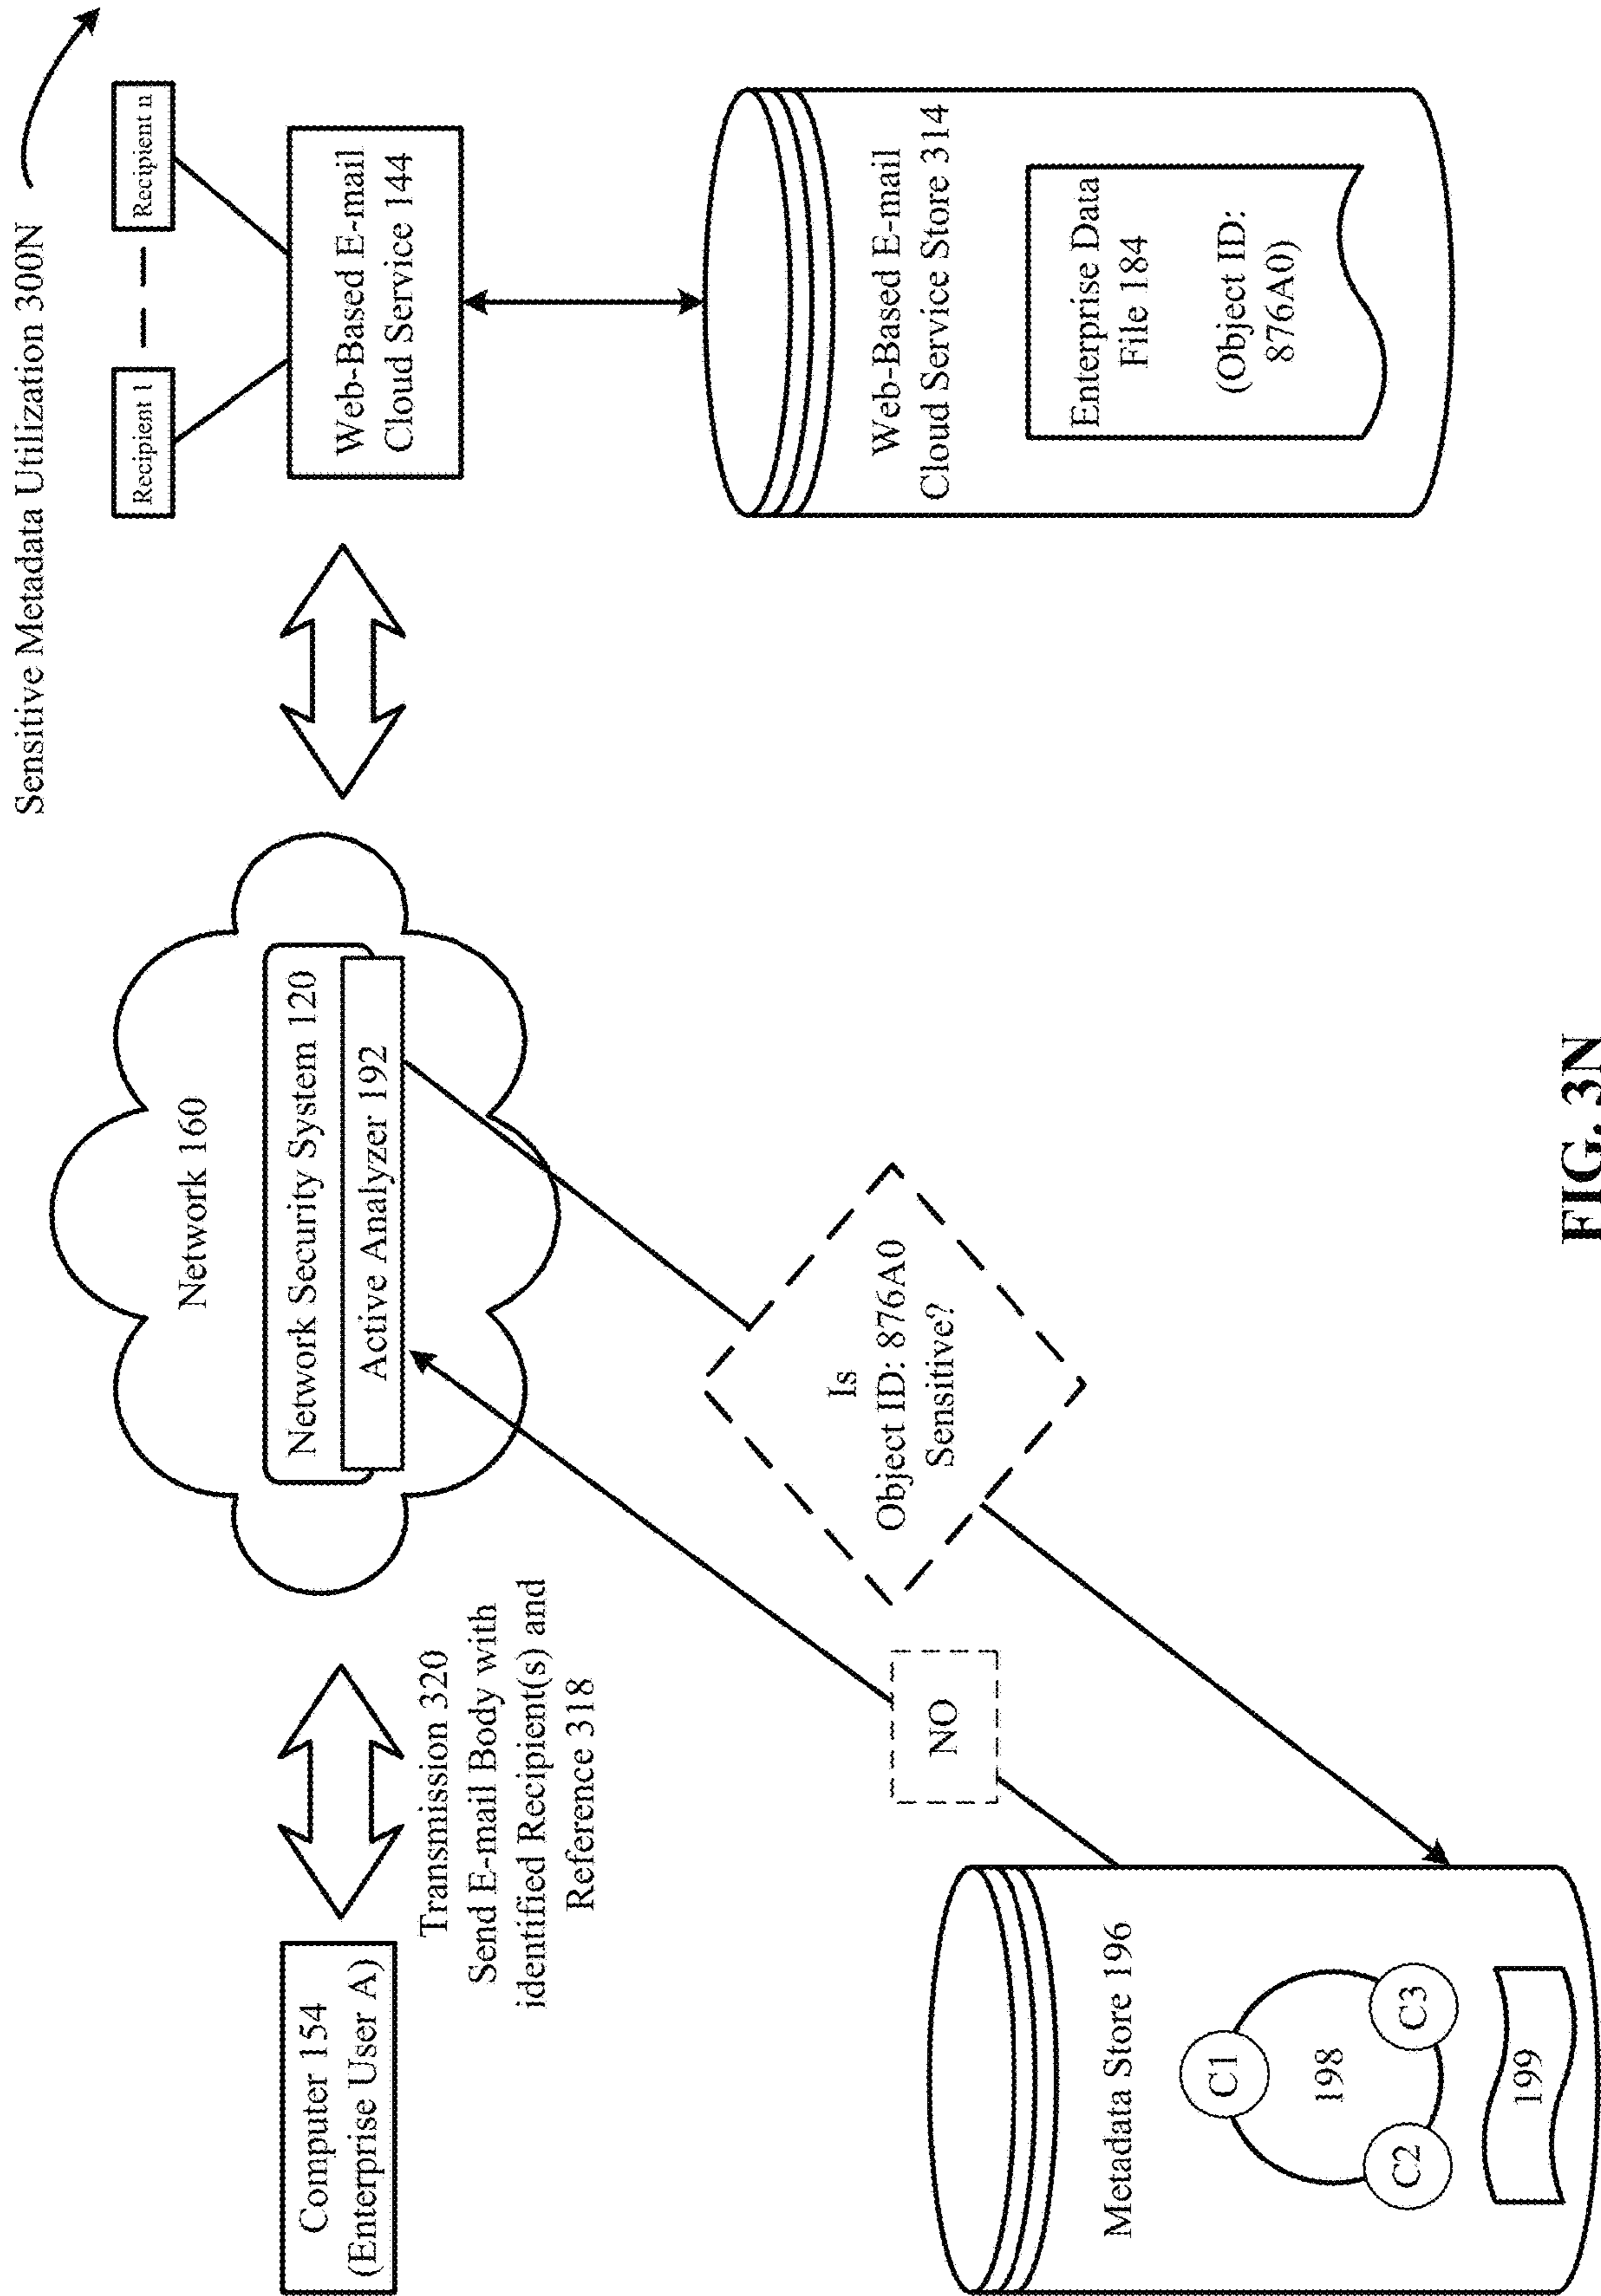 Sensitive Metadata Utilization 300N
Computer 154
(Enterprise User A)
Transmission 320
Send E-mail Body with
identified Recipient(s) and
Reference 318
Network 160
Network Security System 120
Active Analyzer 192
Recipient 1
Recipient n
Web-Based E-mail
Cloud Service 144
Web-Based E-mail
Cloud Service Store 314
Enterprise Data
File 184
(Object ID:
876A0)
Is
Object ID: 876A0
Sensitive?
NO
Metadata Store 196
C1
198
C2
C3
199
FIG. 3N